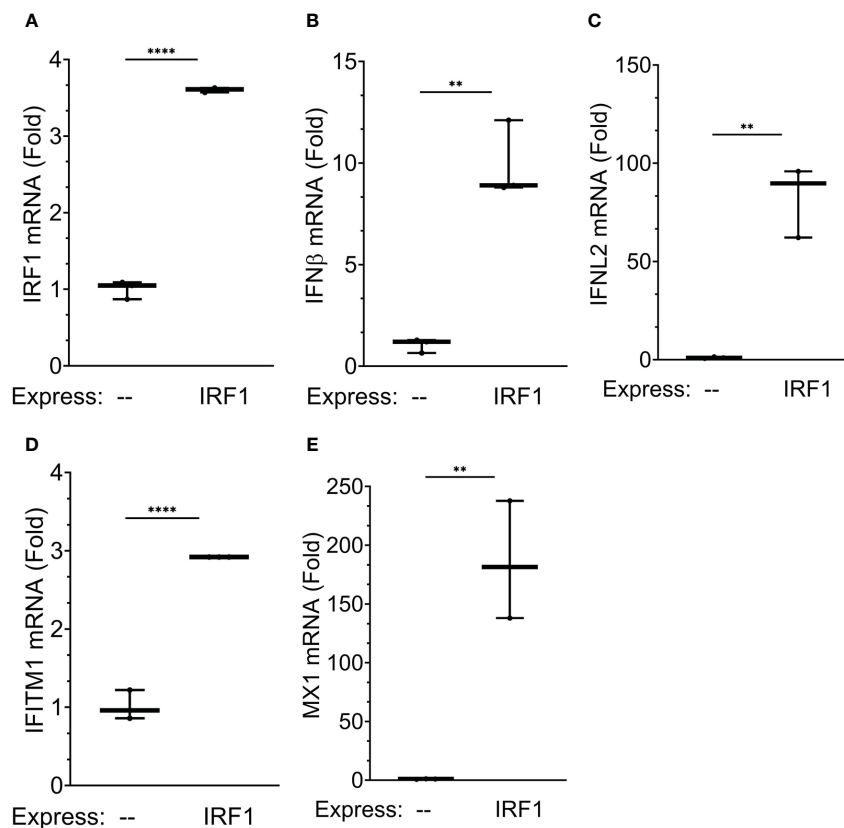 A
IRF1 mRNA (Fold)
4
3
2
1
0
****
Express: -- IRF1
B
IFNβ mRNA (Fold)
15
10
5
0
**
Express: -- IRF1
C
IFNL2 mRNA (Fold)
150
100
50
0
**
Express: -- IRF1
D
IFITM1 mRNA (Fold)
4
3
2
1
0
****
Express: -- IRF1
E
MX1 mRNA (Fold)
250
200
150
100
50
0
**
Express: -- IRF1